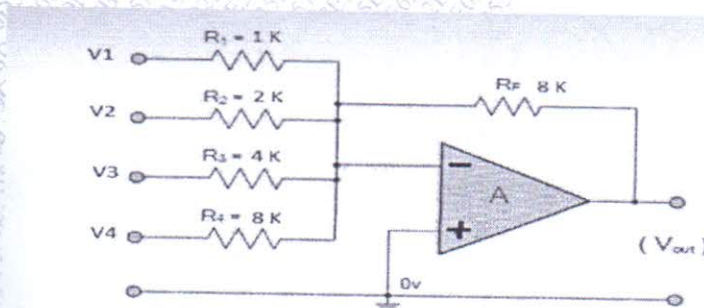 V1 R₁ = 1 K
V2 R₂ = 2 K
RF 8 K
V3 R₃ = 4 K
V4 R₄ = 8 K
−
A
+
0v
( Vout )